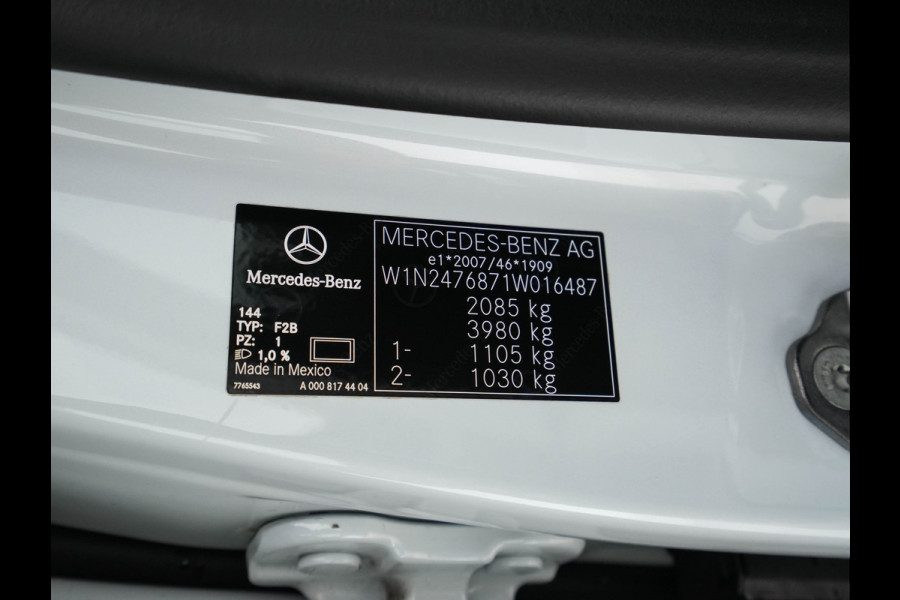 Mercedes-Benz
144
TYP: F2B
PZ: 1
1,0 %
Made in Mexico
7765543 A 000 817 44 04
MERCEDES-BENZ AG
e1*2007/46*1909
W1N2476871W016487
2085 kg
3980 kg
1- 1105 kg
2- 1030 kg